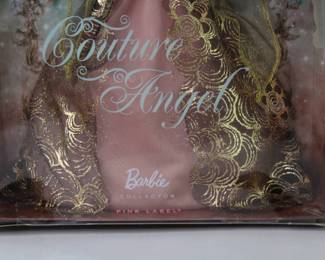 Couture
Angel
Barbie
COLLECTOR
PINK LABEL